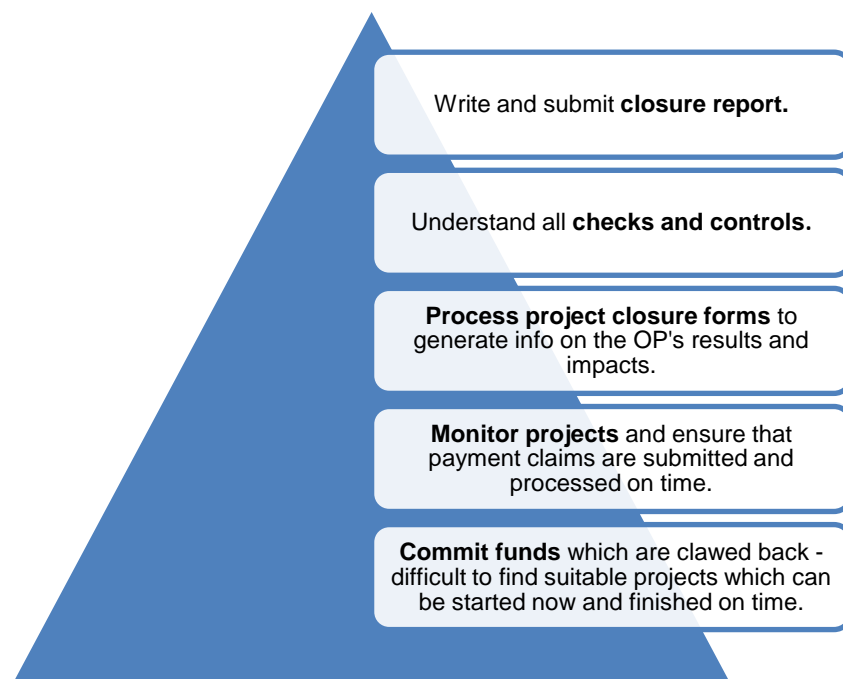 Write and submit closure report.
Understand all checks and controls.
Process project closure forms to
generate info on the OP's results and
impacts.
Monitor projects and ensure that
payment claims are submitted and
processed on time.
Commit funds which are clawed back -
difficult to find suitable projects which can
be started now and finished on time.